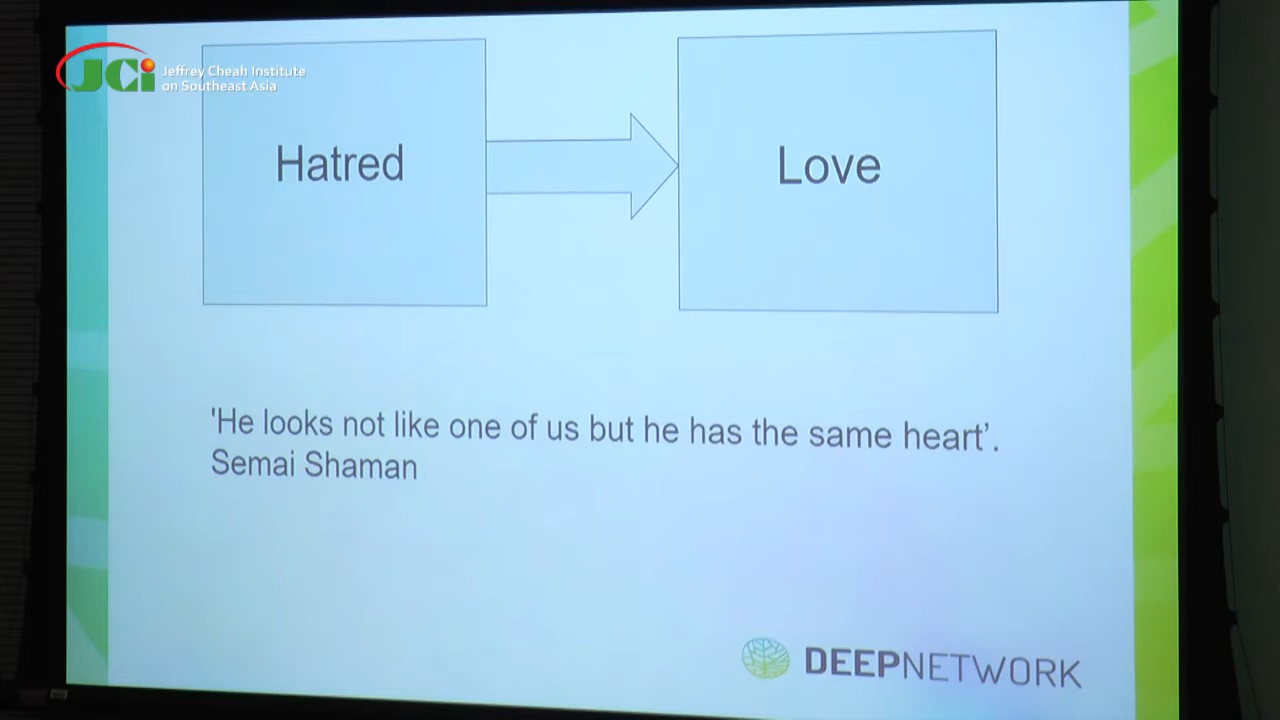 JCi
Jeffrey Cheah Institute
on Southeast Asia
Hatred
Love
'He looks not like one of us but he has the same heart’.
Semai Shaman
DEEPNETWORK